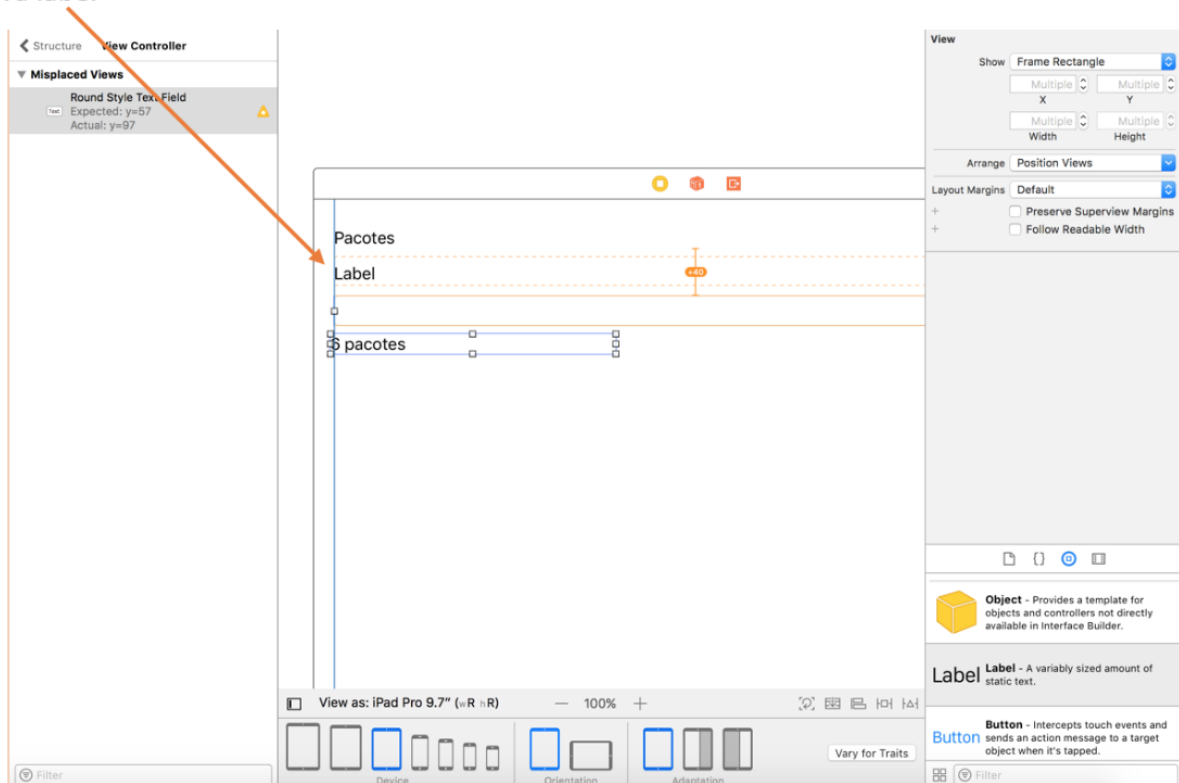 Structure View Controller
Misplaced Views
Round Style Text Field
Text
Expected: y=57
Actual: y=97
Pacotes
Label
+40
6 pacotes
View as: iPad Pro 9.7" (wR hR)
— 100% +
Device
Orientation
Adaptation
Vary for Traits
Filter
View
Show Frame Rectangle
Multiple Multiple
X Y
Multiple Multiple
Width Height
Arrange Position Views
Layout Margins Default
+ Preserve Superview Margins
+ Follow Readable Width
{}
Object - Provides a template for
objects and controllers not directly
available in Interface Builder.
Label Label - A variably sized amount of
static text.
Button Button - Intercepts touch events and
sends an action message to a target
object when it's tapped.
Filter